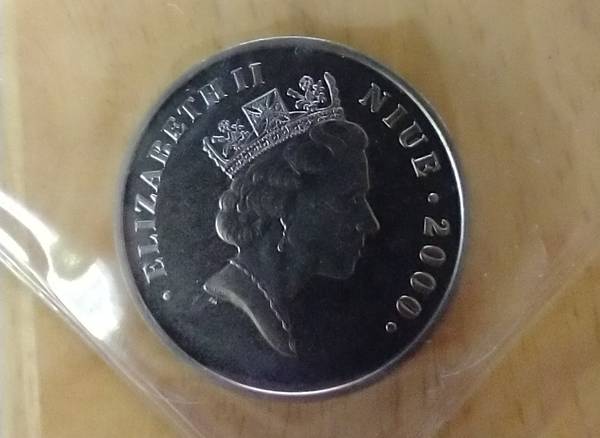 · ELIZABETH II NIUE · 2000 ·